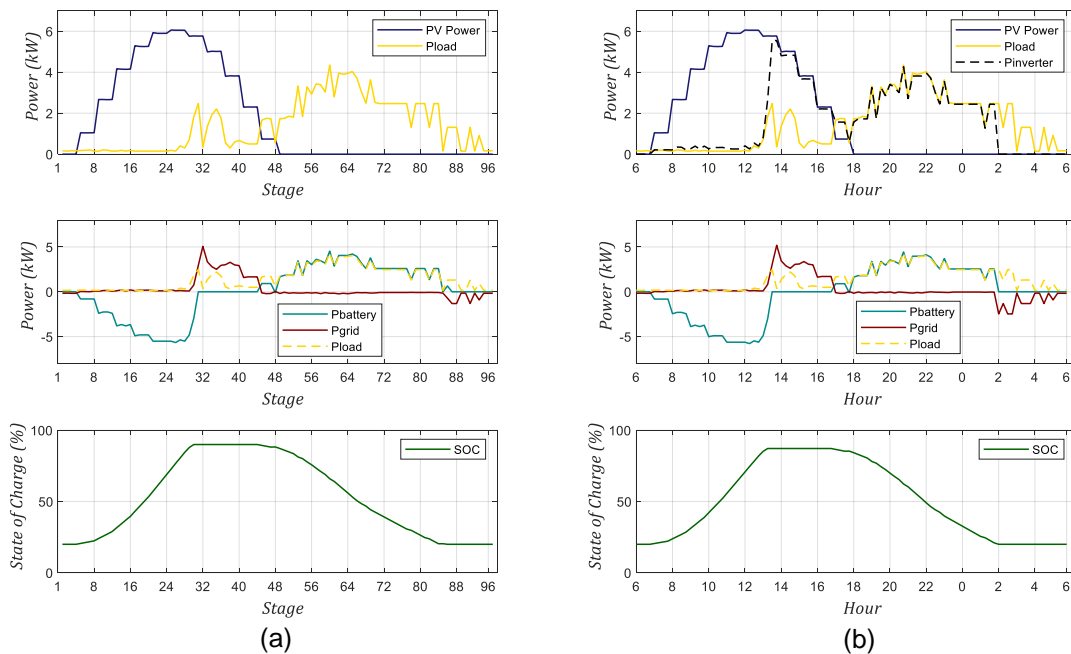 Power (kW)
6
4
2
0
PV Power
Pload
1 8 16 24 32 40 48 56 64 72 80 88 96
Stage
Power (kW)
5
0
-5
Pbattery
Pgrid
Pload
1 8 16 24 32 40 48 56 64 72 80 88 96
Stage
State of Charge (%)
100
50
0
SOC
1 8 16 24 32 40 48 56 64 72 80 88 96
Stage
(a)
Power (kW)
6
4
2
0
PV Power
Pload
Pinverter
6 8 10 12 14 16 18 20 22 0 2 4 6
Hour
Power (kW)
5
0
-5
Pbattery
Pgrid
Pload
6 8 10 12 14 16 18 20 22 0 2 4 6
Hour
State of Charge (%)
100
50
0
SOC
6 8 10 12 14 16 18 20 22 0 2 4 6
Hour
(b)